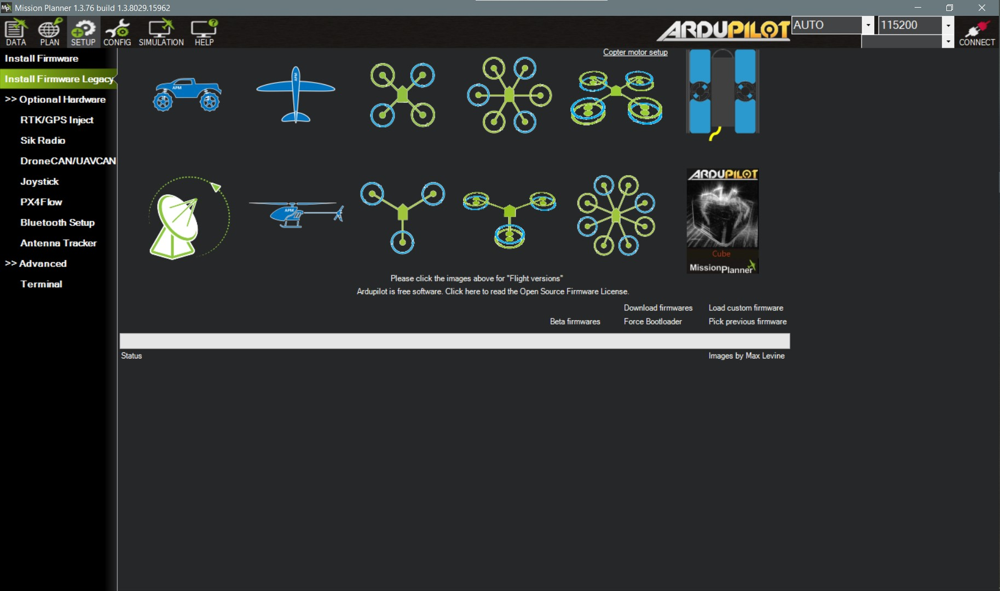 Mission Planner 1.3.76 build 1.3.8029.15962
DATA
PLAN
SETUP
CONFIG
SIMULATION
HELP
ARDUPILOT
AUTO
115200
CONNECT
Install Firmware
Install Firmware Legacy
>> Optional Hardware
RTK/GPS Inject
Sik Radio
DroneCAN/UAVCAN
Joystick
PX4Flow
Bluetooth Setup
Antenna Tracker
>> Advanced
Terminal
Copter motor setup
APM
APM
APM
ARDUPILOT
Cube
MissionPlanner
Please click the images above for "Flight versions"
Ardupilot is free software. Click here to read the Open Source Firmware License.
Download firmwares
Load custom firmware
Beta firmwares
Force Bootloader
Pick previous firmware
Status
Images by Max Levine